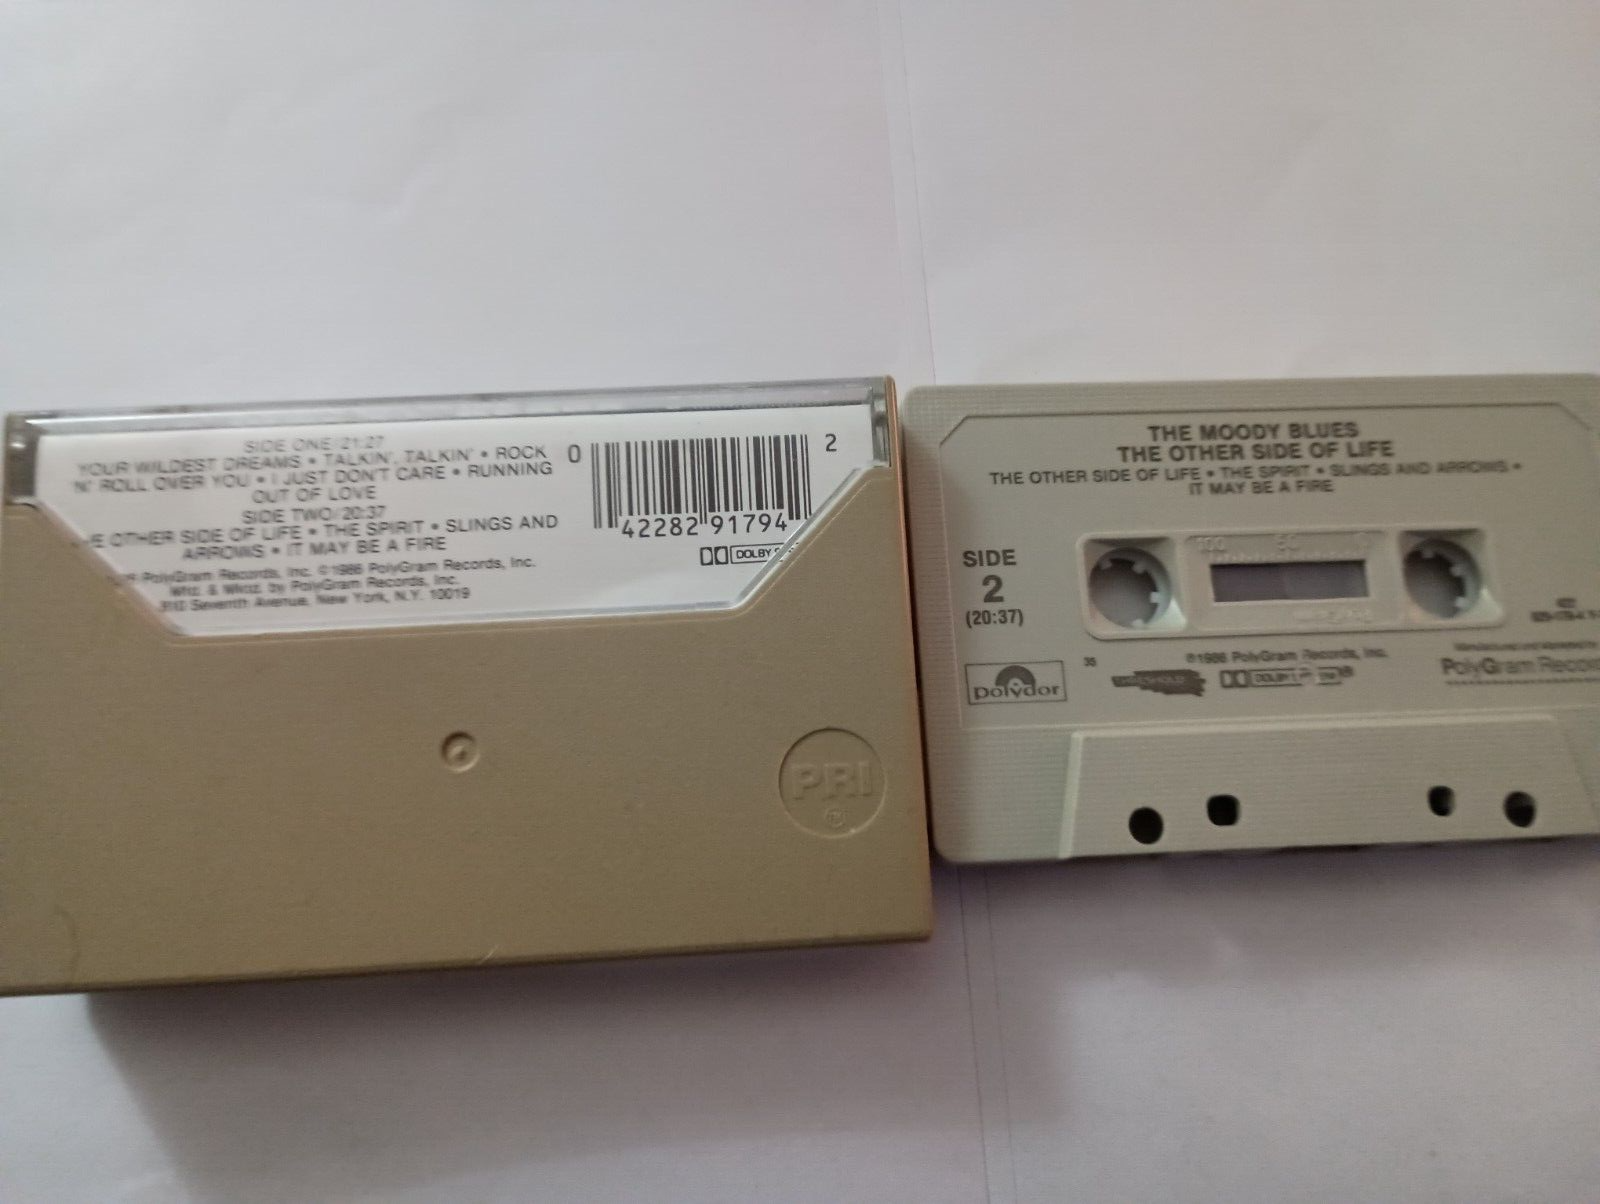 SIDE ONE/21:27
YOUR WILDEST DREAMS • TALKIN' TALKIN' • ROCK
'N' ROLL OVER YOU • I JUST DON'T CARE • RUNNING
OUT OF LOVE
SIDE TWO/20:37
E OTHER SIDE OF LIFE • THE SPIRIT • SLINGS AND
ARROWS • IT MAY BE A FIRE
PolyGram Records, Inc. ©1986 PolyGram Records, Inc.
by PolyGram Records, Inc.
810 Seventh Avenue, New York, N.Y. 10019
0 42282 91794 2
DOLBY
PRI
®
THE MOODY BLUES
THE OTHER SIDE OF LIFE
THE OTHER SIDE OF LIFE • THE SPIRIT • SLINGS AND ARROWS •
IT MAY BE A FIRE
SIDE
2
(20:37)
100 50
35
℗1986 PolyGram Records, Inc.
polydor
THRESHOLD
DOLBY
PolyGram Recor